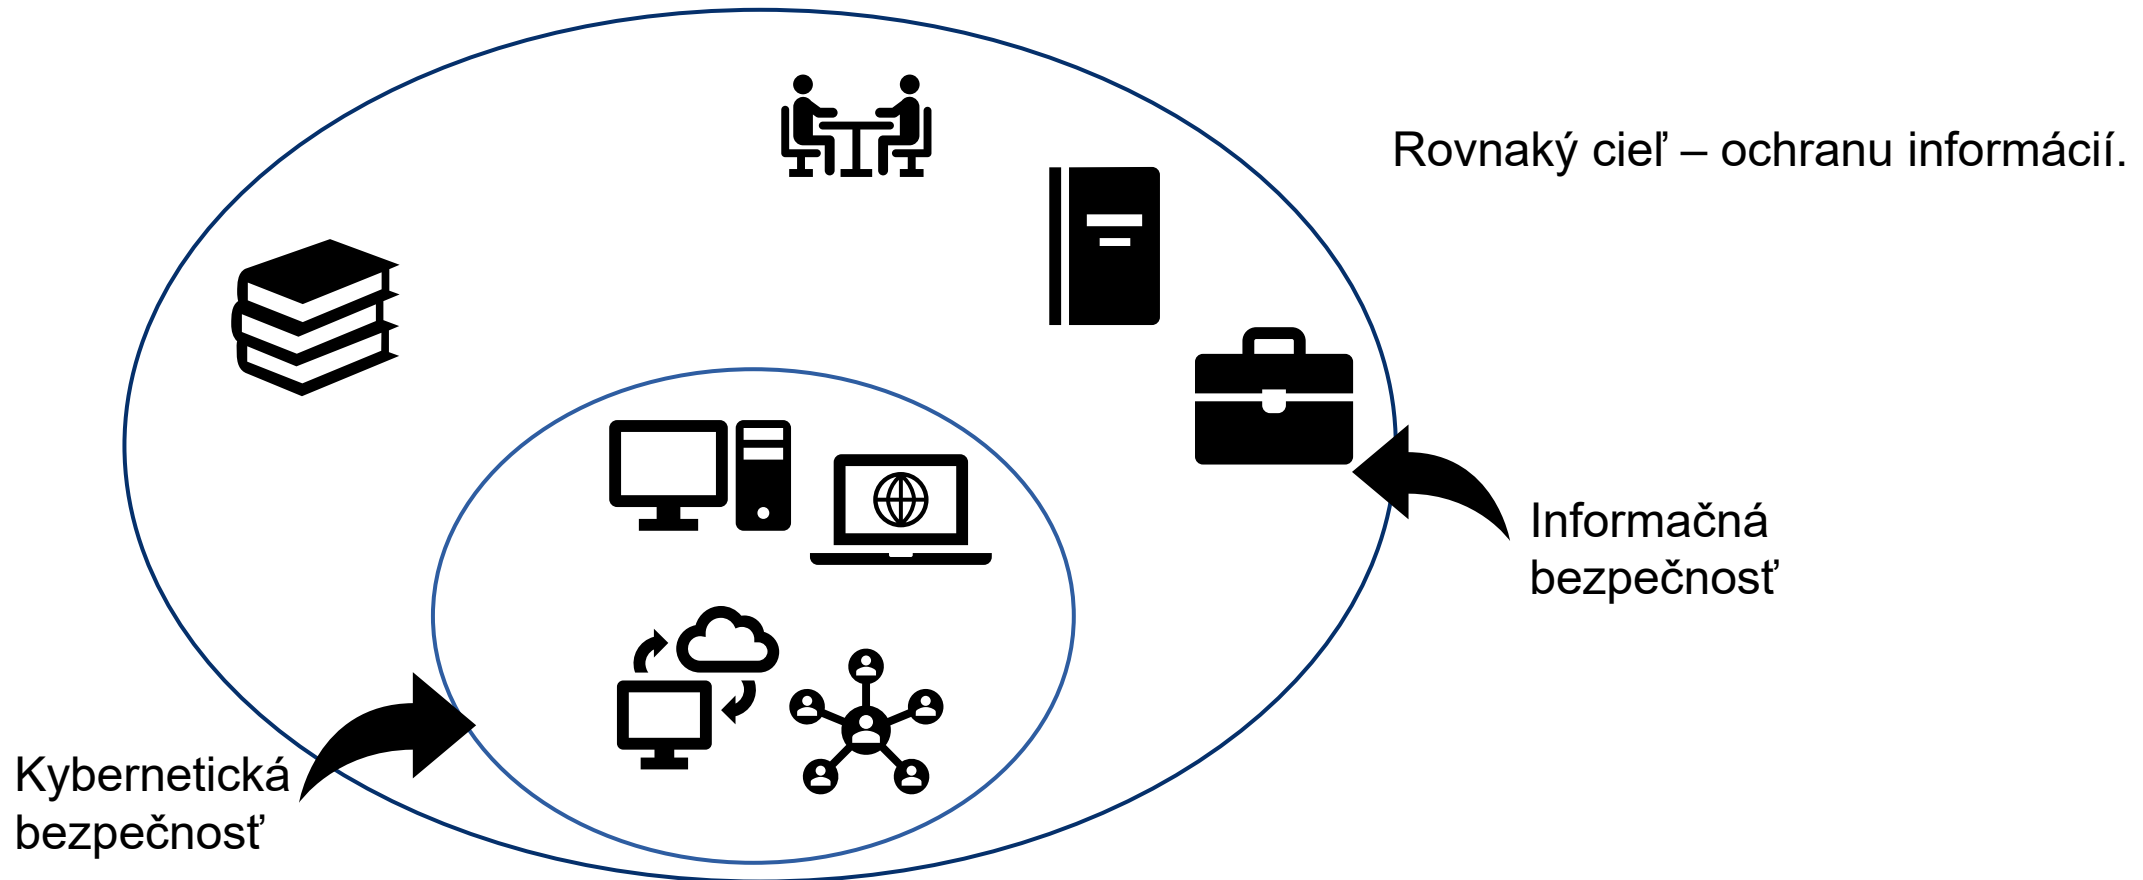 Rovnaký cieľ – ochranu informácií.
Informačná
bezpečnosť
Kybernetická
bezpečnosť